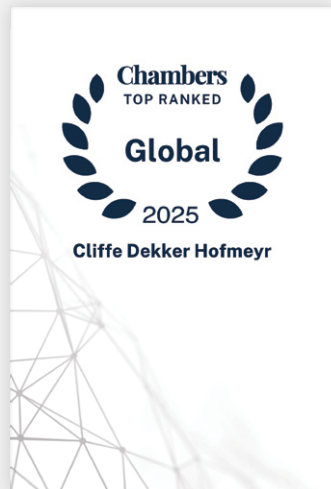 Chambers
TOP RANKED
Global
2025
Cliffe Dekker Hofmeyr